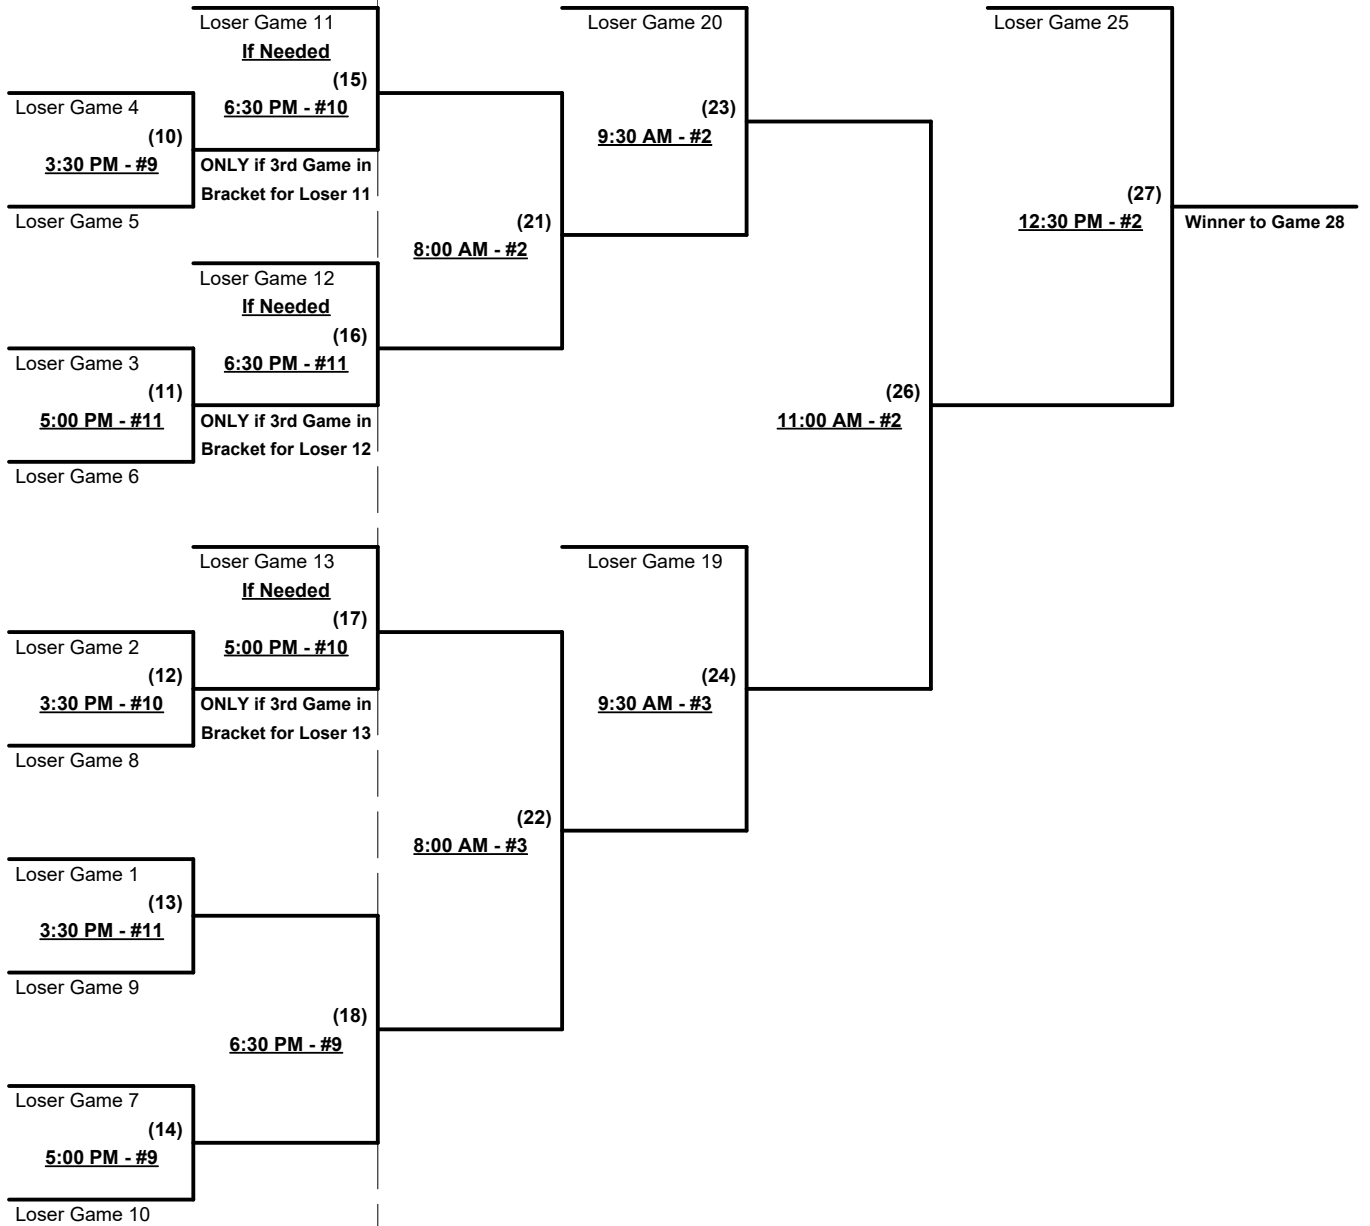 Loser Game 11
If Needed
(15)
6:30 PM - #10
Loser Game 4
(10)
3:30 PM - #9
ONLY if 3rd Game in
Bracket for Loser 11
Loser Game 5
Loser Game 12
If Needed
(16)
6:30 PM - #11
Loser Game 3
(11)
5:00 PM - #11
ONLY if 3rd Game in
Bracket for Loser 12
Loser Game 6
Loser Game 13
If Needed
(17)
5:00 PM - #10
Loser Game 2
(12)
3:30 PM - #10
ONLY if 3rd Game in
Bracket for Loser 13
Loser Game 8
Loser Game 1
(13)
3:30 PM - #11
Loser Game 9
(18)
6:30 PM - #9
Loser Game 7
(14)
5:00 PM - #9
Loser Game 10
(21)
8:00 AM - #2
(22)
8:00 AM - #3
Loser Game 20
(23)
9:30 AM - #2
Loser Game 19
(24)
9:30 AM - #3
(26)
11:00 AM - #2
Loser Game 25
(27)
12:30 PM - #2
Winner to Game 28